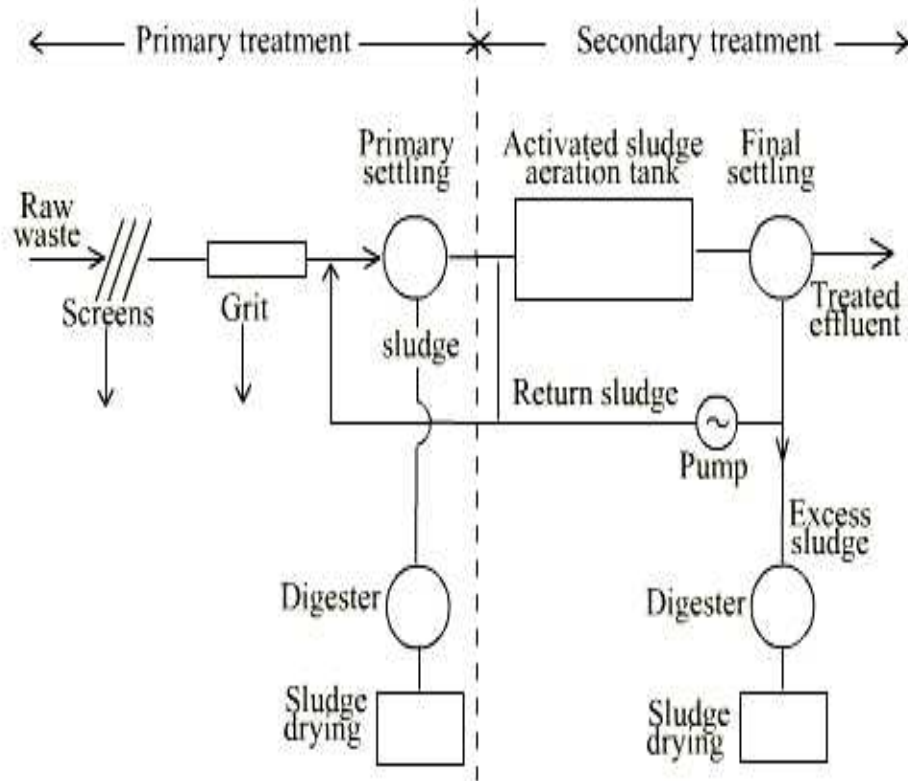 Primary treatment
Secondary treatment
Primary
settling
Activated sludge
aeration tank
Final
settling
Raw
waste
Screens
Grit
sludge
Treated
effluent
Return sludge
Pump
Excess
sludge
Digester
Digester
Sludge
drying
Sludge
drying